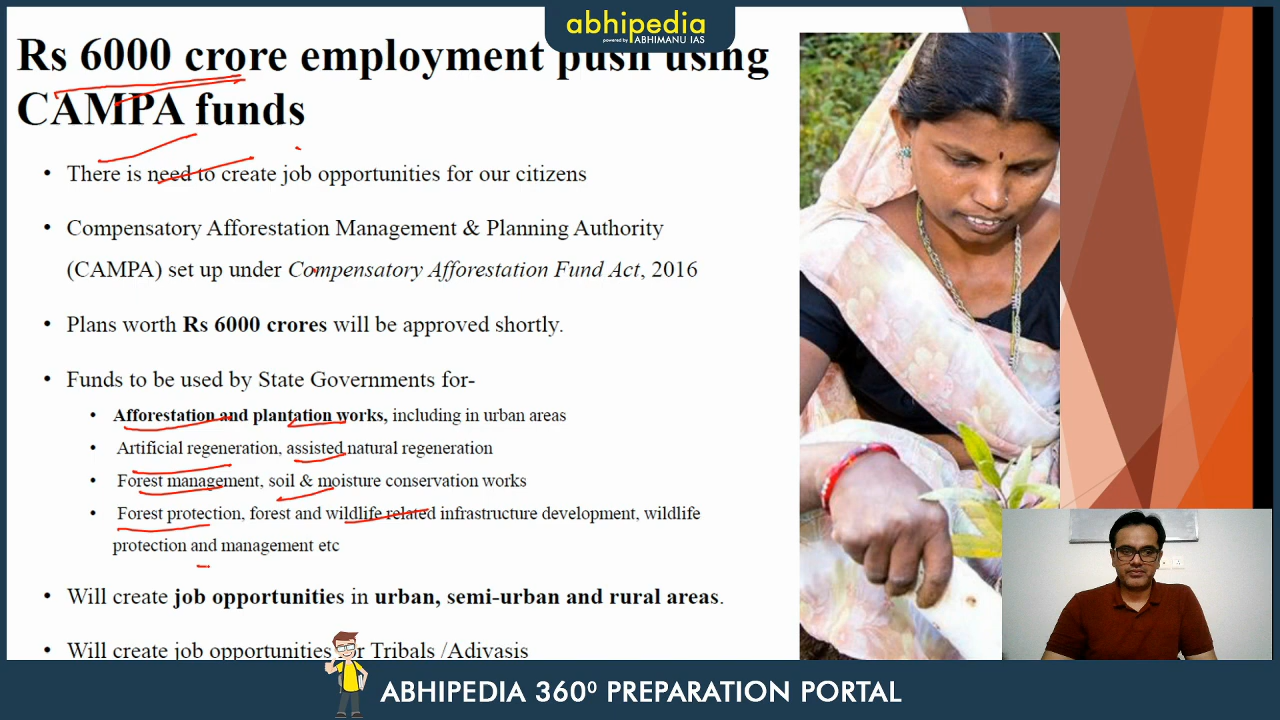 abhipedia
powered by ABHIMANU IAS
Rs 6000 crore employment push using
CAMPA funds
• There is need to create job opportunities for our citizens
• Compensatory Afforestation Management & Planning Authority
(CAMPA) set up under Compensatory Afforestation Fund Act, 2016
• Plans worth Rs 6000 crores will be approved shortly.
• Funds to be used by State Governments for-
• Afforestation and plantation works, including in urban areas
• Artificial regeneration, assisted natural regeneration
• Forest management, soil & moisture conservation works
• Forest protection, forest and wildlife related infrastructure development, wildlife
protection and management etc
• Will create job opportunities in urban, semi-urban and rural areas.
• Will create job opportunities Tribals /Adivasis
ABHIPEDIA 360⁰ PREPARATION PORTAL